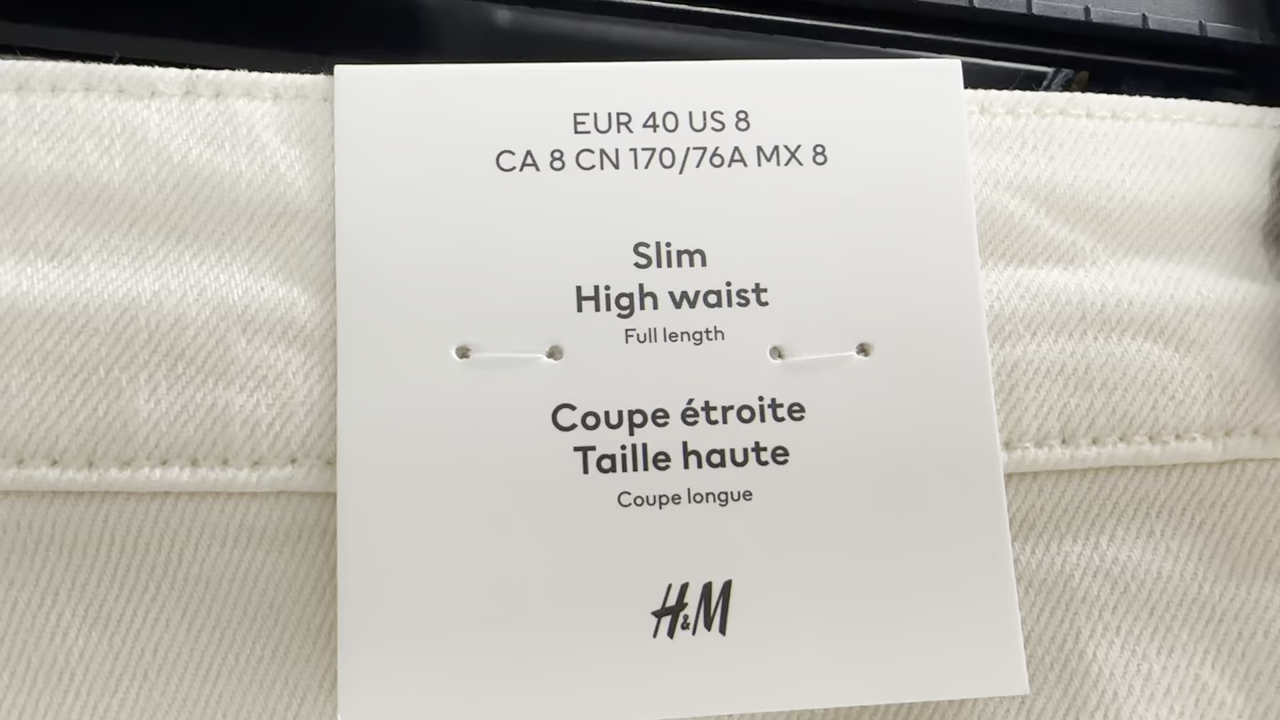 EUR 40 US 8
CA 8 CN 170/76A MX 8
Slim
High waist
Full length
Coupe étroite
Taille haute
Coupe longue
H&M